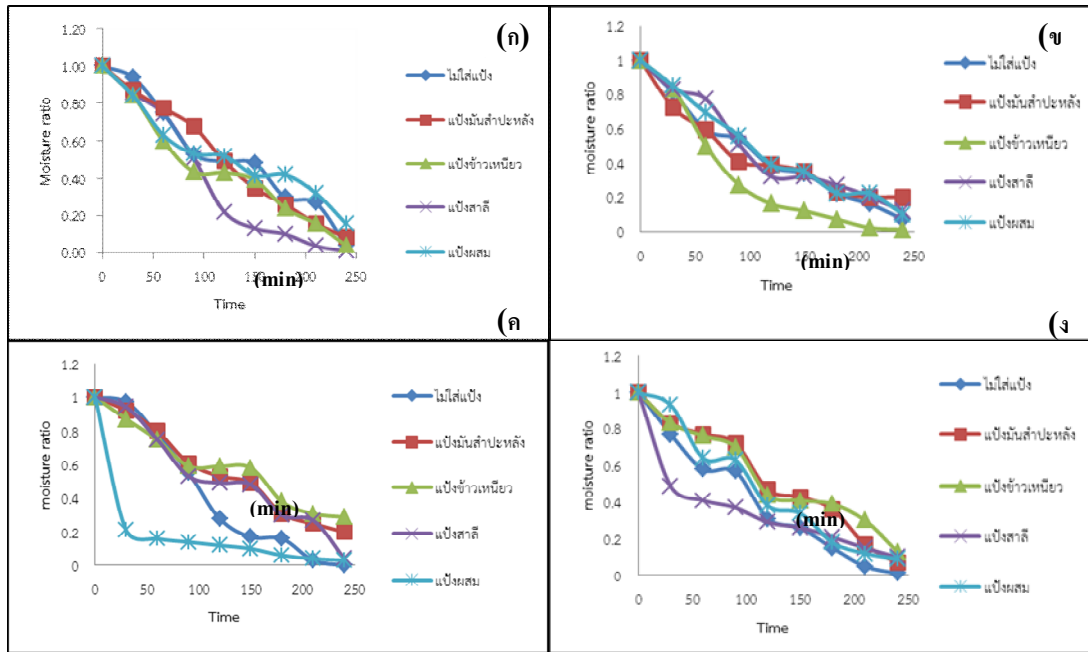 (ก)
1.20
1.00
0.80
0.60
0.40
0.20
0.00
Moisture ratio
0 50 100 150 200 250
(min)
Time
ไม่ใส่แป้ง
แป้งมันสำปะหลัง
แป้งข้าวเหนียว
แป้งสาลี
แป้งผสม
(ข
1.2
1
0.8
0.6
0.4
0.2
0
moisture ratio
0 50 100 150 200 250
(min)
Time
ไม่ใส่แป้ง
แป้งมันสำปะหลัง
แป้งข้าวเหนียว
แป้งสาลี
แป้งผสม
(ค
1.2
1
0.8
0.6
0.4
0.2
0
moisture ratio
0 50 100 150 200 250
(min)
Time
ไม่ใส่แป้ง
แป้งมันสำปะหลัง
แป้งข้าวเหนียว
แป้งสาลี
แป้งผสม
(ง
1.2
1
0.8
0.6
0.4
0.2
0
moisture ratio
0 50 100 150 200 250
(min)
Time
ไม่ใส่แป้ง
แป้งมันสำปะหลัง
แป้งข้าวเหนียว
แป้งสาลี
แป้งผสม